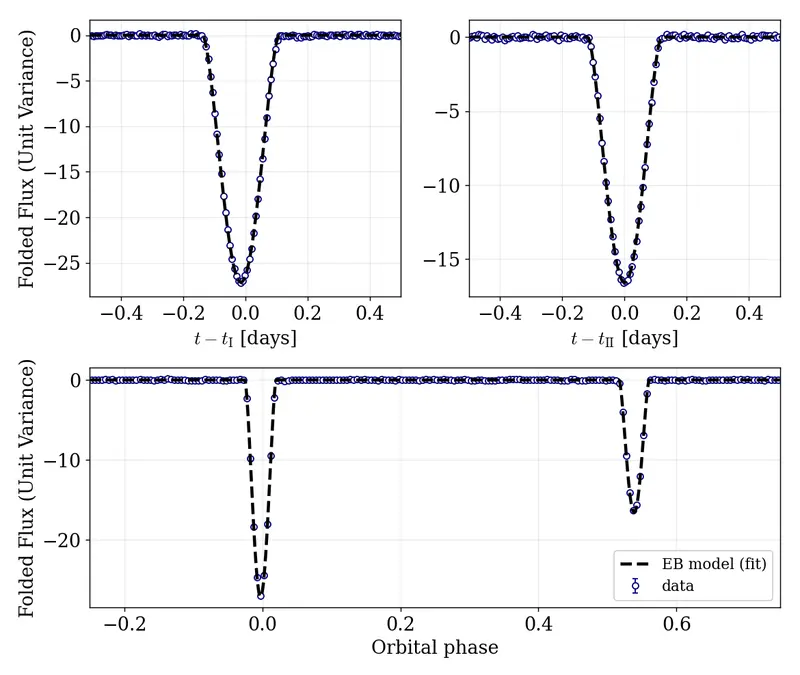 Folded Flux (Unit Variance)
0
−5
−10
−15
−20
−25
−0.4 −0.2 0.0 0.2 0.4
t − t_I [days]
0
−5
−10
−15
−0.4 −0.2 0.0 0.2 0.4
t − t_II [days]
Folded Flux (Unit Variance)
0
−10
−20
−0.2 0.0 0.2 0.4 0.6
Orbital phase
EB model (fit)
data